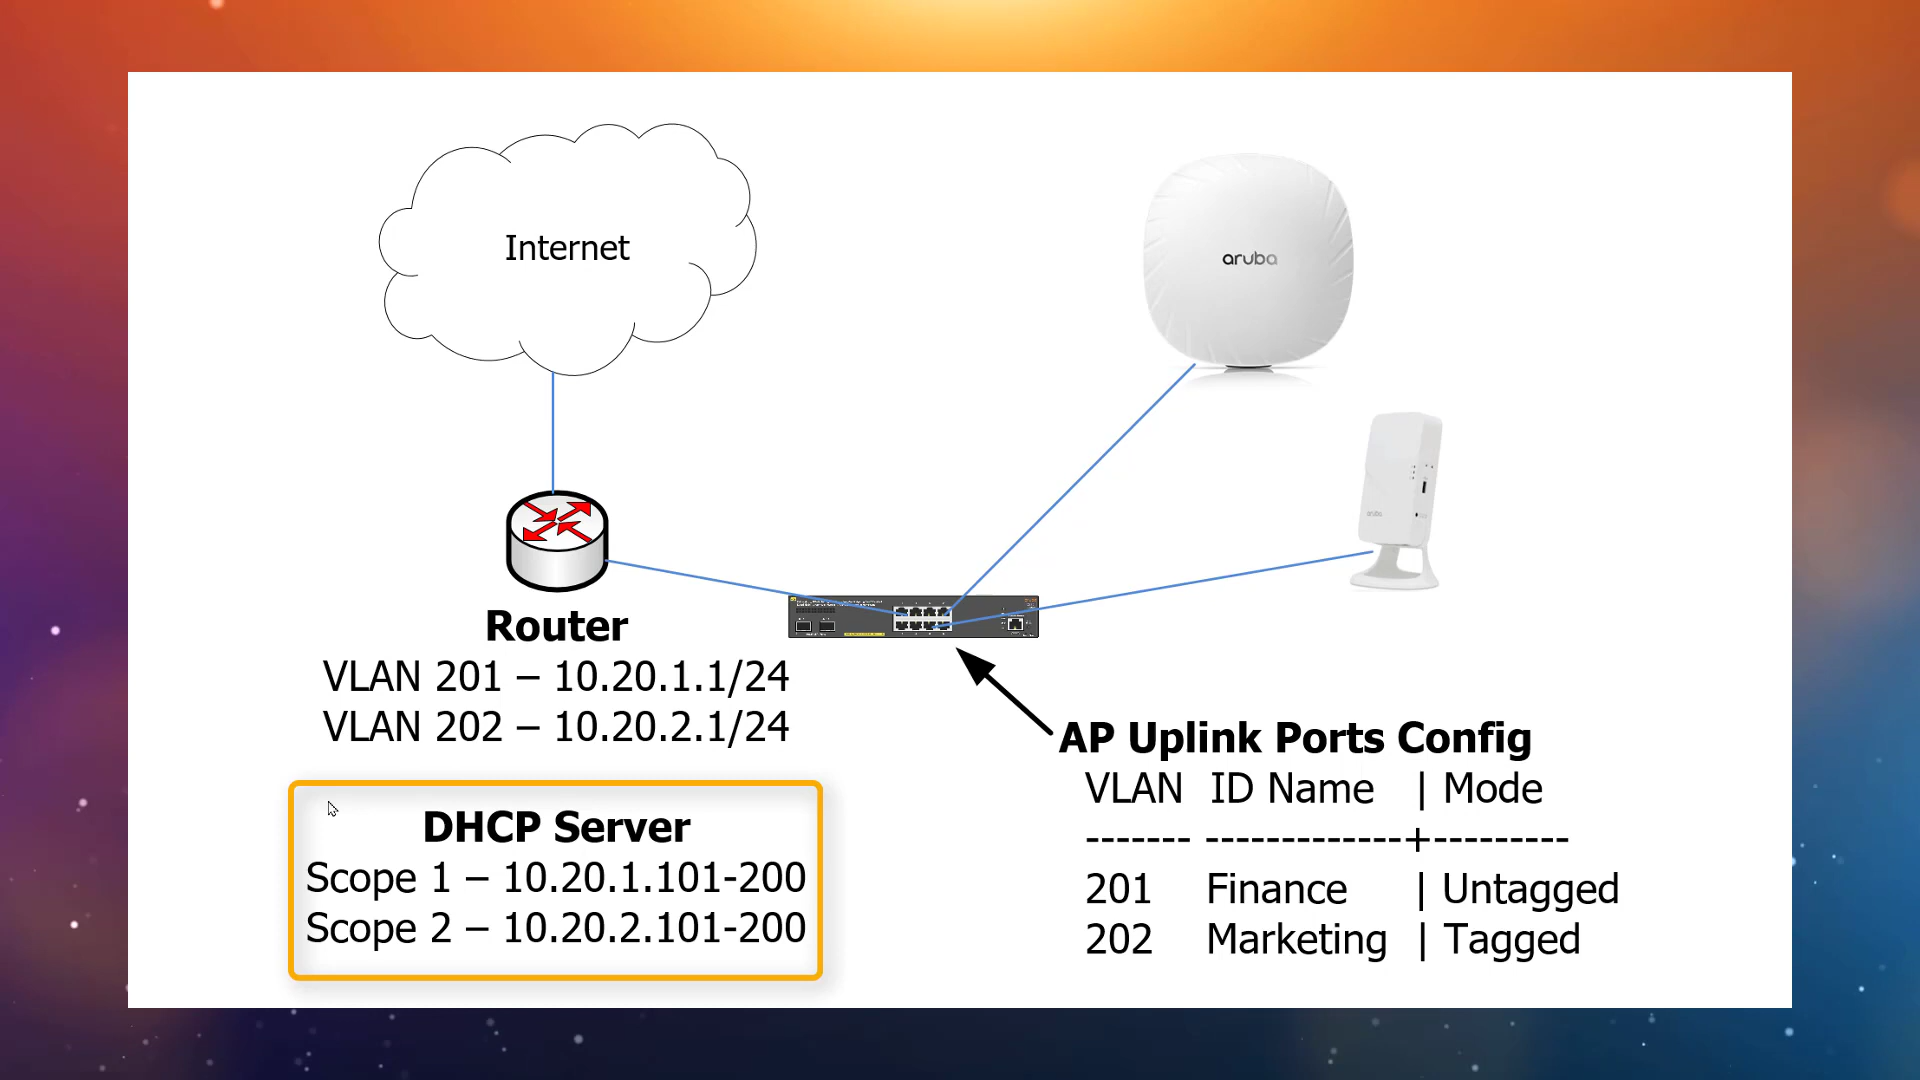 Internet
aruba
aruba
Router
VLAN 201 – 10.20.1.1/24
VLAN 202 – 10.20.2.1/24
DHCP Server
Scope 1 – 10.20.1.101-200
Scope 2 – 10.20.2.101-200
AP Uplink Ports Config
VLAN ID Name | Mode
------- -------------+---------
201 Finance | Untagged
202 Marketing | Tagged